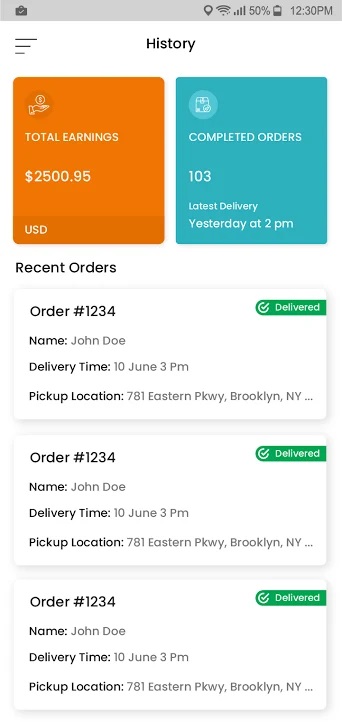 50% 12:30PM
History
TOTAL EARNINGS
$2500.95
USD
COMPLETED ORDERS
103
Latest Delivery
Yesterday at 2 pm
Recent Orders
Order #1234
Delivered
Name: John Doe
Delivery Time: 10 June 3 Pm
Pickup Location: 781 Eastern Pkwy, Brooklyn, NY ...
Order #1234
Delivered
Name: John Doe
Delivery Time: 10 June 3 Pm
Pickup Location: 781 Eastern Pkwy, Brooklyn, NY ...
Order #1234
Delivered
Name: John Doe
Delivery Time: 10 June 3 Pm
Pickup Location: 781 Eastern Pkwy, Brooklyn, NY ...